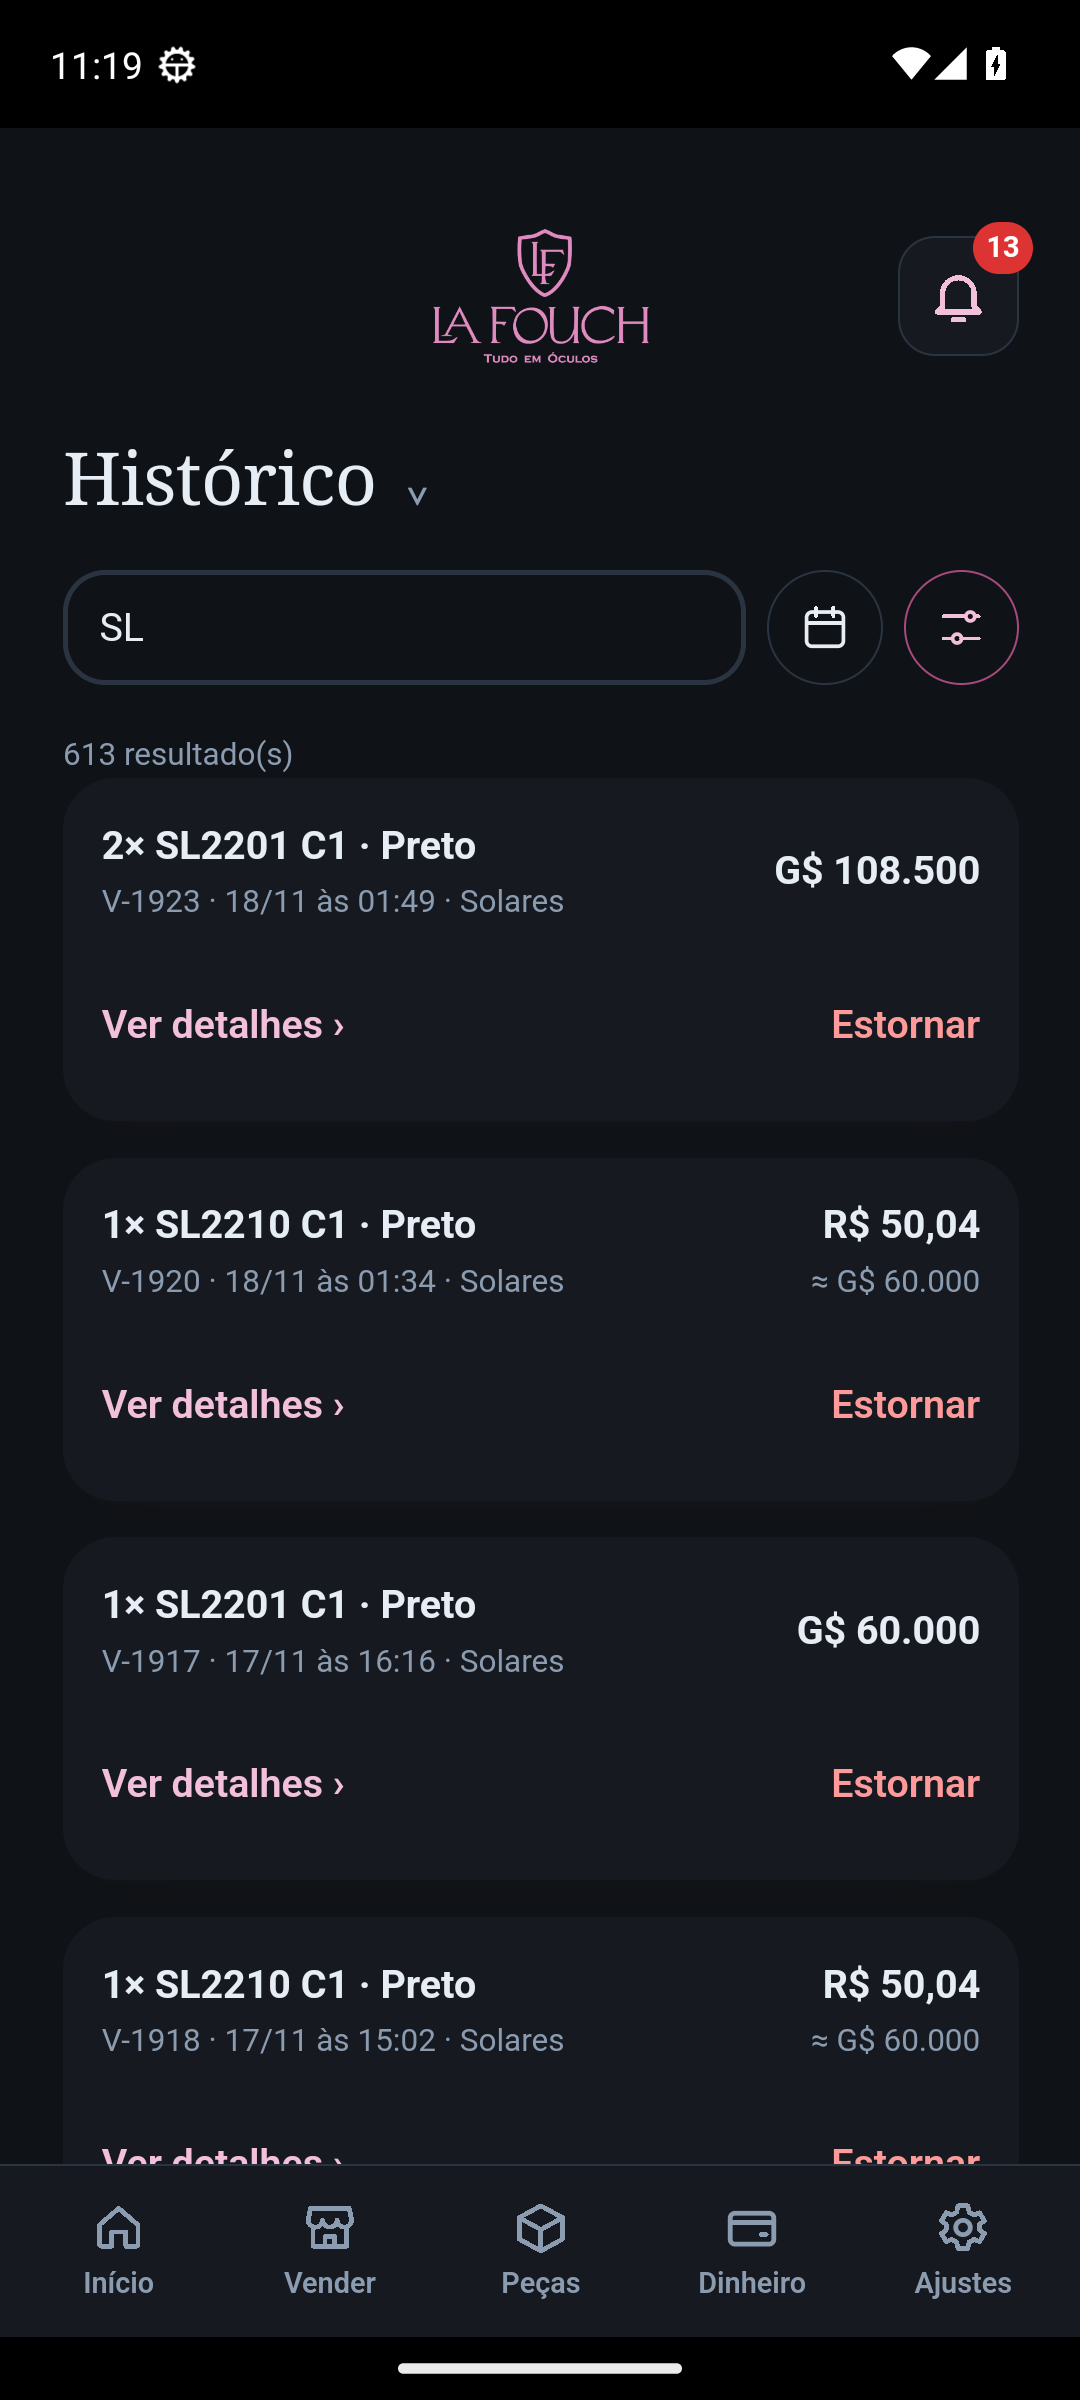 11:19
13
LF
LA FOUCH
TUDO EM ÓCULOS
Histórico
SL
613 resultado(s)
2× SL2201 C1 · Preto
G$ 108.500
V-1923 · 18/11 às 01:49 · Solares
Ver detalhes ›
Estornar
1× SL2210 C1 · Preto
R$ 50,04
V-1920 · 18/11 às 01:34 · Solares
≈ G$ 60.000
Ver detalhes ›
Estornar
1× SL2201 C1 · Preto
G$ 60.000
V-1917 · 17/11 às 16:16 · Solares
Ver detalhes ›
Estornar
1× SL2210 C1 · Preto
R$ 50,04
V-1918 · 17/11 às 15:02 · Solares
≈ G$ 60.000
Ver detalhes ›
Estornar
Início
Vender
Peças
Dinheiro
Ajustes